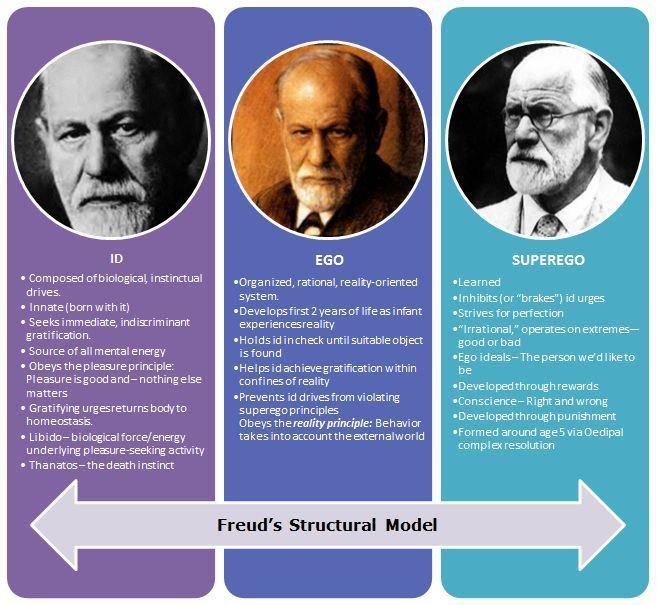 ID
• Composed of biological, instinctual
drives.
• Innate (born with it)
• Seeks immediate, indiscriminant
gratification.
• Source of all mental energy
• Obeys the pleasure principle:
Pleasure is good and – nothing else
matters
• Gratifying urgesreturns body to
homeostasis.
• Libido – biological force/energy
underlying pleasure-seeking activity
• Thanatos – the death instinct
EGO
•Organized, rational, reality-oriented
system.
•Develops first 2 years of life as infant
experiencesreality
•Holds id in check until suitable object
is found
•Helps id achieve gratification within
confines of reality
•Prevents id drives from violating
superego principles
Obeys the reality principle: Behavior
takes into account the external world
SUPEREGO
•Learned
•Inhibits (or “brakes”) id urges
•Strives for perfection
•“Irrational,” operates on extremes—
good or bad
•Ego ideals – The person we’d like to
be
•Developed through rewards
•Conscience – Right and wrong
•Developed through punishment
•Formed around age 5 via Oedipal
complex resolution
Freud’s Structural Model